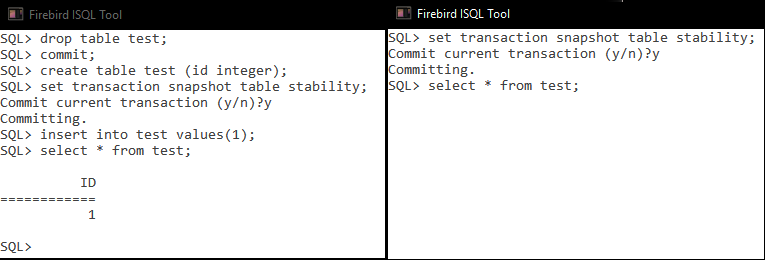 Firebird ISQL Tool
SQL> drop table test;
SQL> commit;
SQL> create table test (id integer);
SQL> set transaction snapshot table stability;
Commit current transaction (y/n)?y
Committing.
SQL> insert into test values(1);
SQL> select * from test;
ID
============
1
SQL>
Firebird ISQL Tool
SQL> set transaction snapshot table stability;
Commit current transaction (y/n)?y
Committing.
SQL> select * from test;